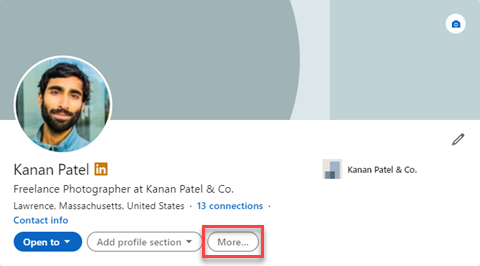 Kanan Patel in
Kanan Patel & Co.
Freelance Photographer at Kanan Patel & Co.
Lawrence, Massachusetts, United States · 13 connections ·
Contact info
Open to
Add profile section
More...